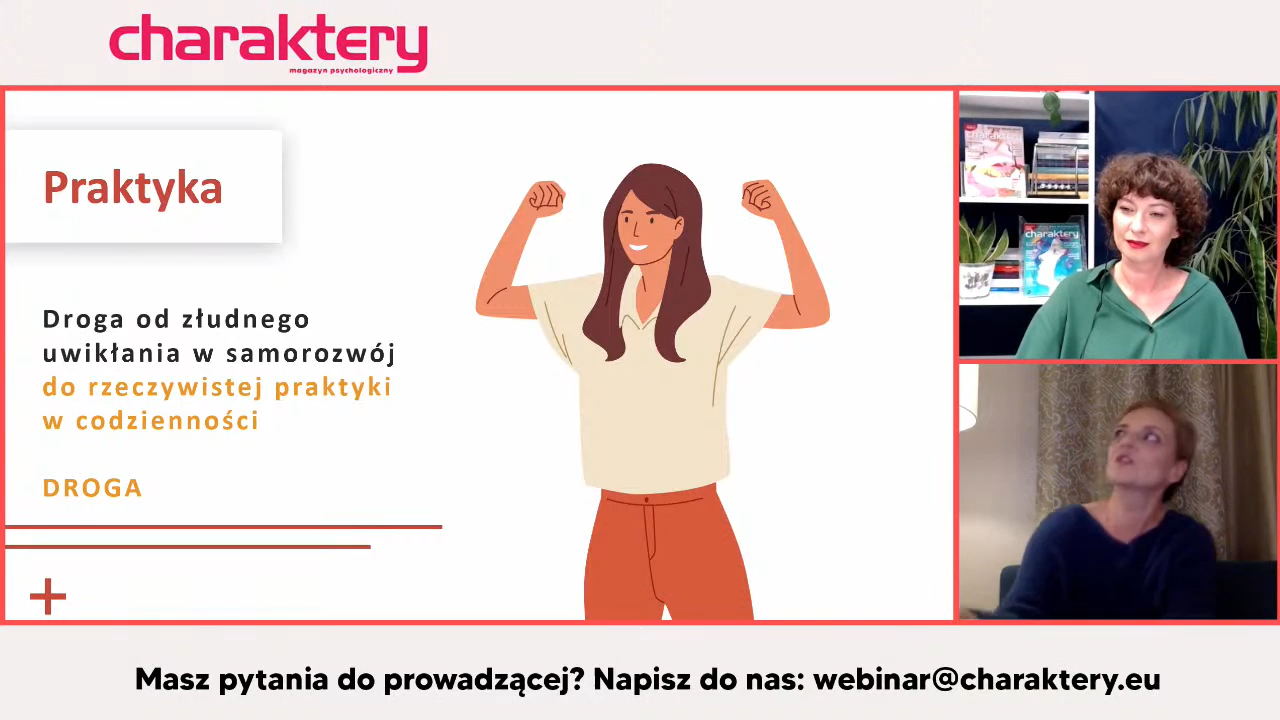 charaktery
magazyn psychologiczny
Praktyka
Droga od złudnego
uwikłania w samorozwój
do rzeczywistej praktyki
w codzienności
DROGA
charaktery
Masz pytania do prowadzącej? Napisz do nas: webinar@charaktery.eu